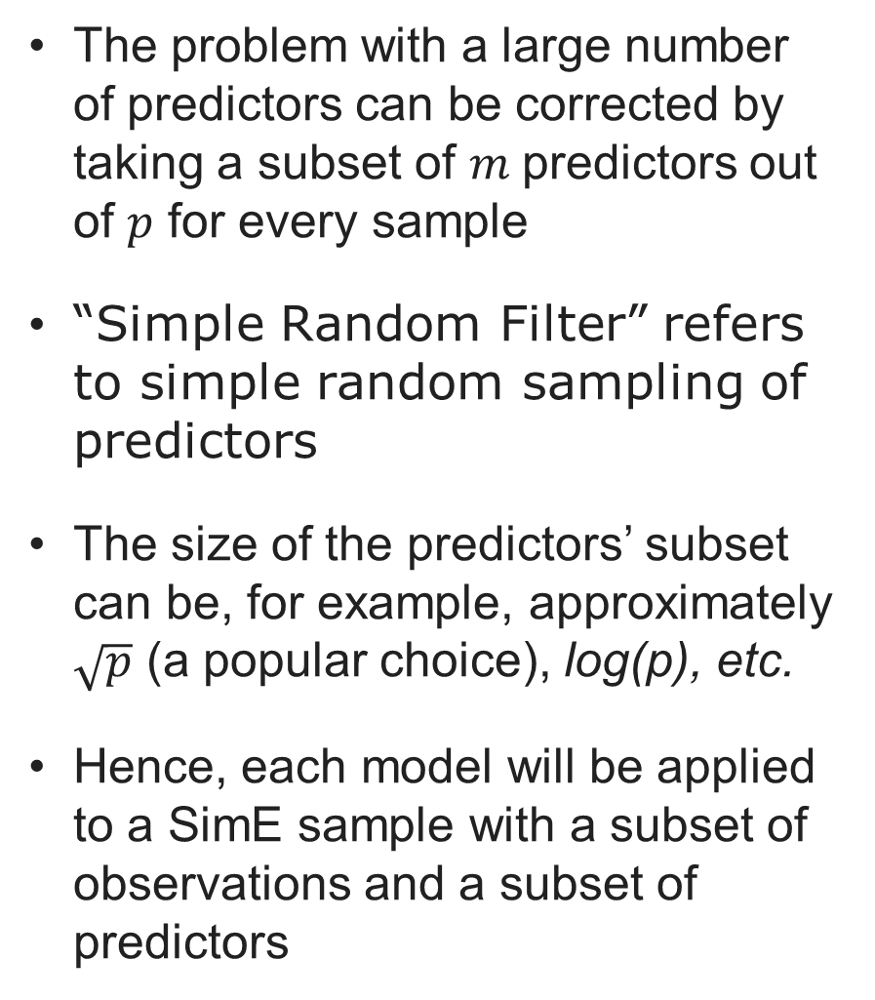 • The problem with a large number
of predictors can be corrected by
taking a subset of m predictors out
of p for every sample
• “Simple Random Filter” refers
to simple random sampling of
predictors
• The size of the predictors’ subset
can be, for example, approximately
√p (a popular choice), log(p), etc.
• Hence, each model will be applied
to a SimE sample with a subset of
observations and a subset of
predictors